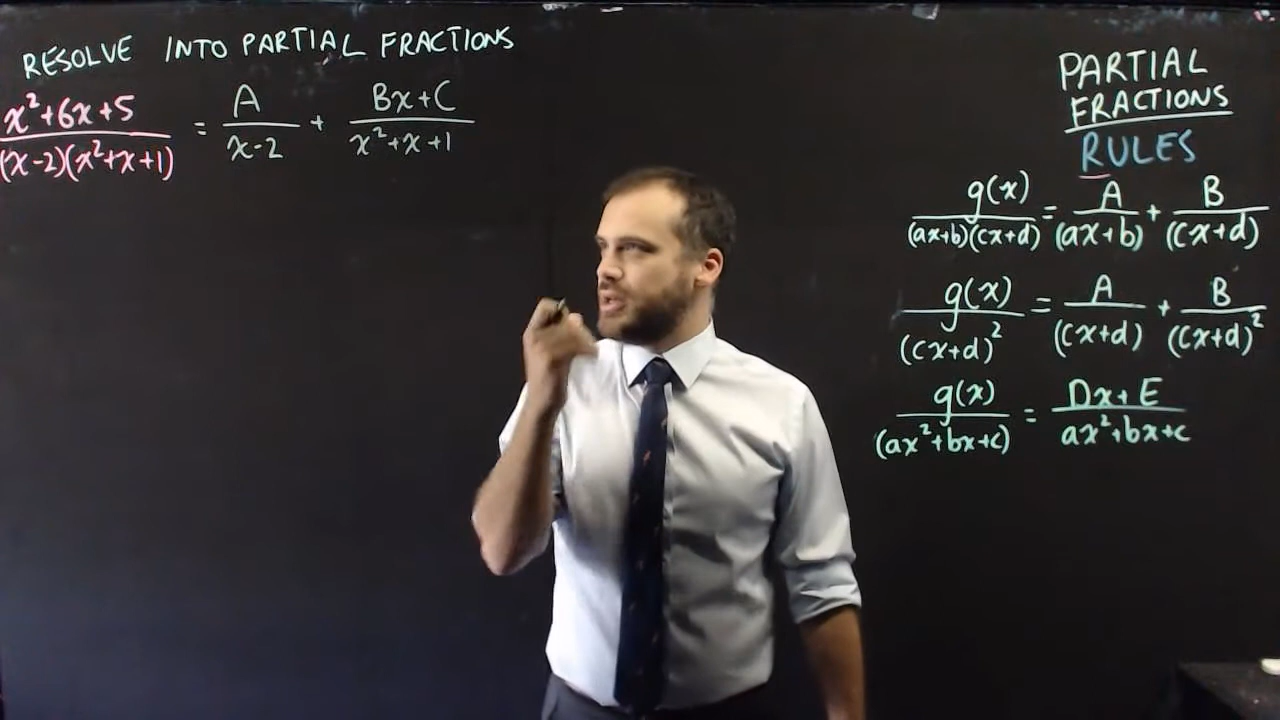 RESOLVE INTO PARTIAL FRACTIONS
x²+6x+5 / (x-2)(x²+x+1) = A / x-2 + Bx+C / x²+x+1
PARTIAL
FRACTIONS
RULES
g(x) / (ax+b)(cx+d) = A / (ax+b) + B / (cx+d)
g(x) / (cx+d)² = A / (cx+d) + B / (cx+d)²
g(x) / (ax²+bx+c) = Dx+E / ax²+bx+c